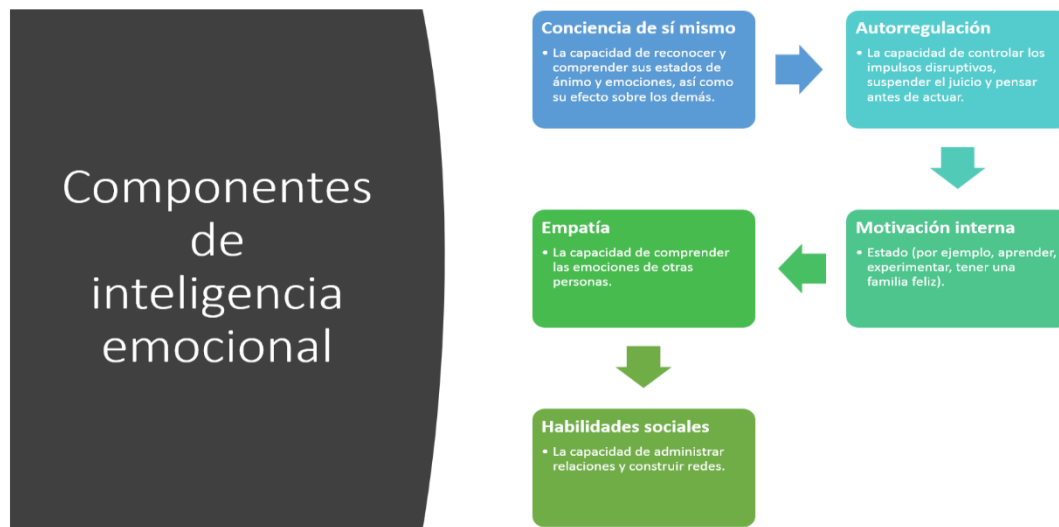 Componentes
de
inteligencia
emocional
Conciencia de sí mismo
• La capacidad de reconocer y
comprender sus estados de
ánimo y emociones, así como
su efecto sobre los demás.
Autorregulación
• La capacidad de controlar los
impulsos disruptivos,
suspender el juicio y pensar
antes de actuar.
Motivación interna
• Estado (por ejemplo, aprender,
experimentar, tener una
familia feliz).
Empatía
• La capacidad de comprender
las emociones de otras
personas.
Habilidades sociales
• La capacidad de administrar
relaciones y construir redes.